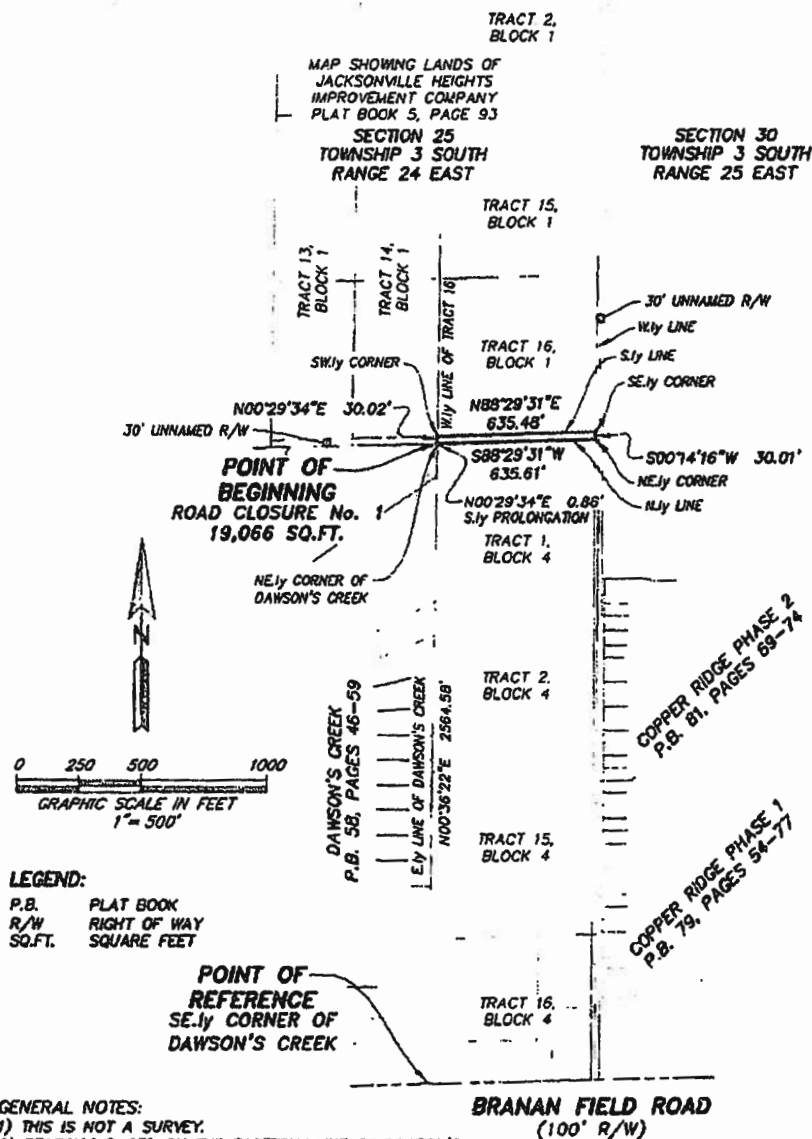 TRACT 2,
BLOCK 1
MAP SHOWING LANDS OF
JACKSONVILLE HEIGHTS
IMPROVEMENT COMPANY
PLAT BOOK 5, PAGE 93
SECTION 25
TOWNSHIP 3 SOUTH
RANGE 24 EAST
SECTION 30
TOWNSHIP 3 SOUTH
RANGE 25 EAST
TRACT 15,
BLOCK 1
TRACT 13,
BLOCK 1
TRACT 14,
BLOCK 1
W.ly LINE OF TRACT 16
30' UNNAMED R/W
W.ly LINE
S.ly LINE
SE.ly CORNER
TRACT 16,
BLOCK 1
SW.ly CORNER
N00°29'34"E 30.02'
N88°29'31"E
635.48'
30' UNNAMED R/W
S88°29'31"W
635.61'
S00°14'16"W 30.01'
NE.ly CORNER
N.ly LINE
POINT OF
BEGINNING
ROAD CLOSURE No. 1
19,066 SQ.FT.
N00°29'34"E 0.86'
S.ly PROLONGATION
TRACT 1,
BLOCK 4
NE.ly CORNER OF
DAWSON'S CREEK
N
TRACT 2,
BLOCK 4
COPPER RIDGE PHASE 2
P.B. 81, PAGES 69-74
DAWSON'S CREEK
P.B. 58, PAGES 46-59
E.ly LINE OF DAWSON'S CREEK
N00°36'22"E 2564.58'
0 250 500 1000
GRAPHIC SCALE IN FEET
1"= 500'
TRACT 15,
BLOCK 4
COPPER RIDGE PHASE 1
P.B. 79, PAGES 54-77
LEGEND:
P.B. PLAT BOOK
R/W RIGHT OF WAY
SQ.FT. SQUARE FEET
POINT OF
REFERENCE
SE.ly CORNER OF
DAWSON'S CREEK
TRACT 16,
BLOCK 4
GENERAL NOTES:
1) THIS IS NOT A SURVEY.
BRANAN FIELD ROAD
(100' R/W)